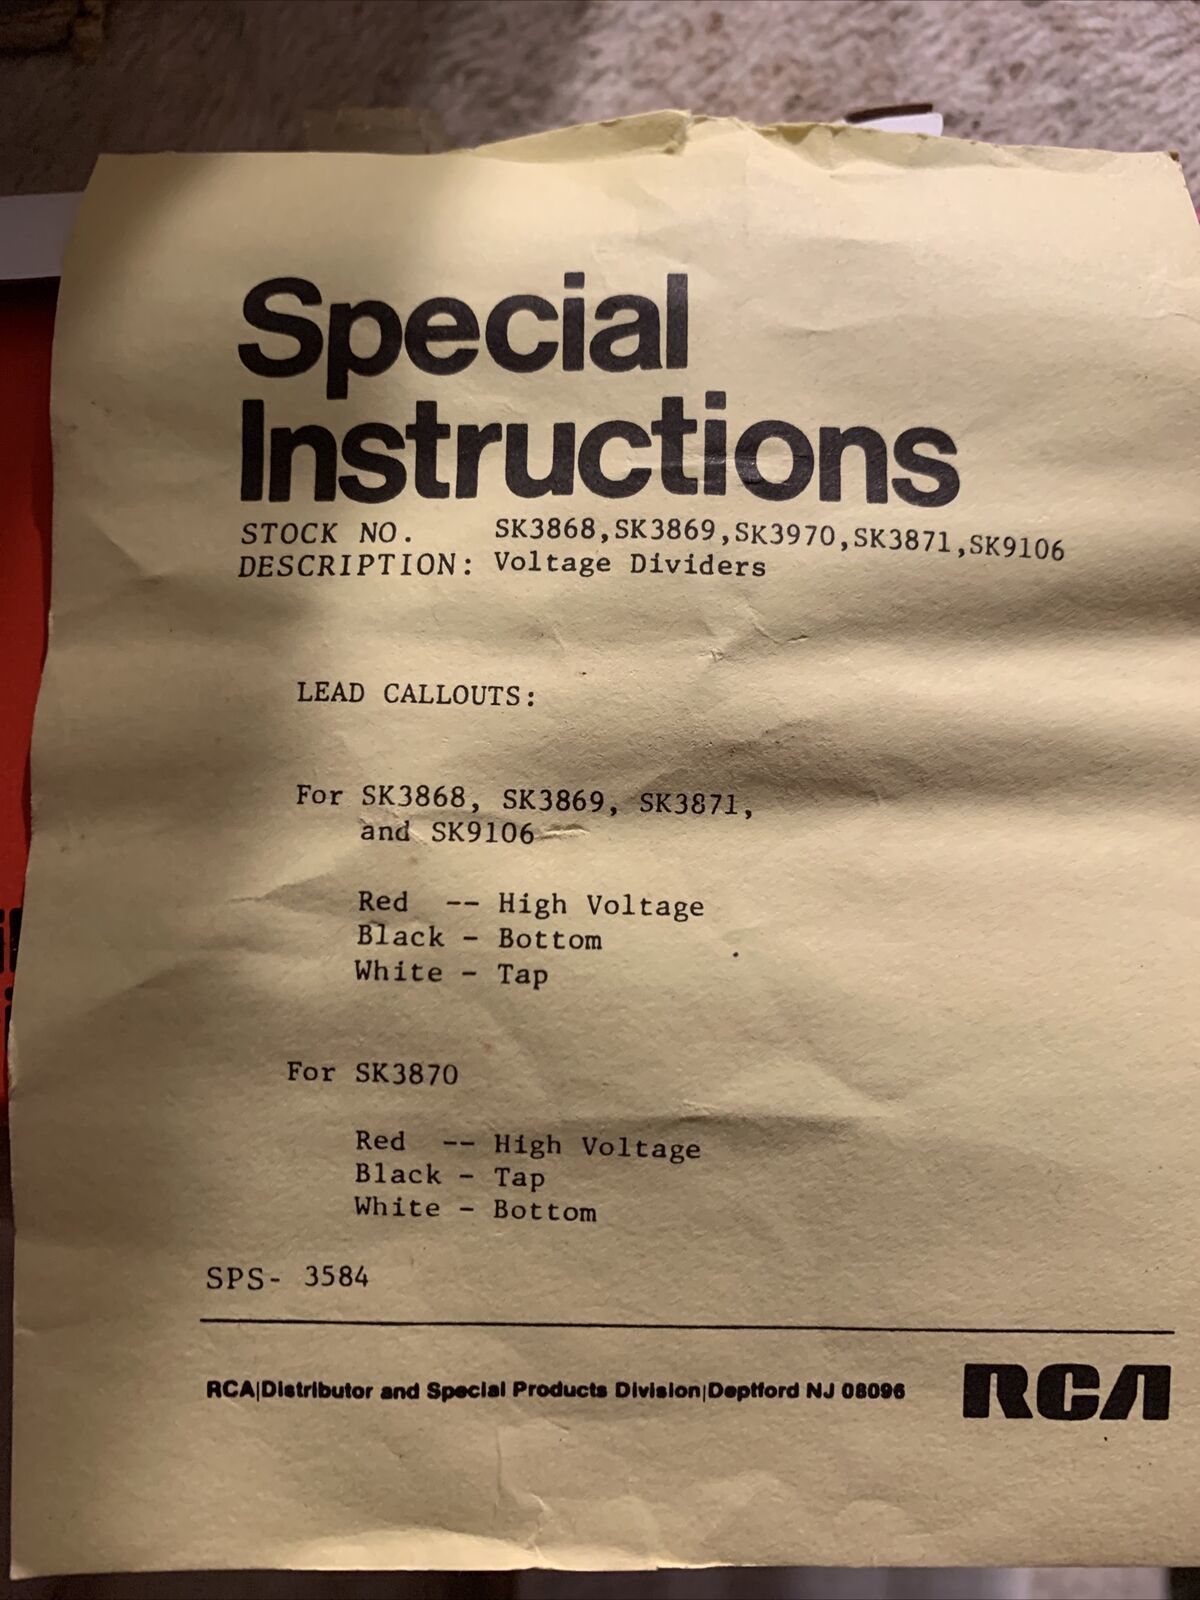 Special
Instructions
STOCK NO. SK3868,SK3869,SK3970,SK3871,SK9106
DESCRIPTION: Voltage Dividers
LEAD CALLOUTS:
For SK3868, SK3869, SK3871,
and SK9106
Red -- High Voltage
Black - Bottom
White - Tap
For SK3870
Red -- High Voltage
Black - Tap
White - Bottom
SPS- 3584
RCA|Distributor and Special Products Division|Deptford NJ 08096
RCA